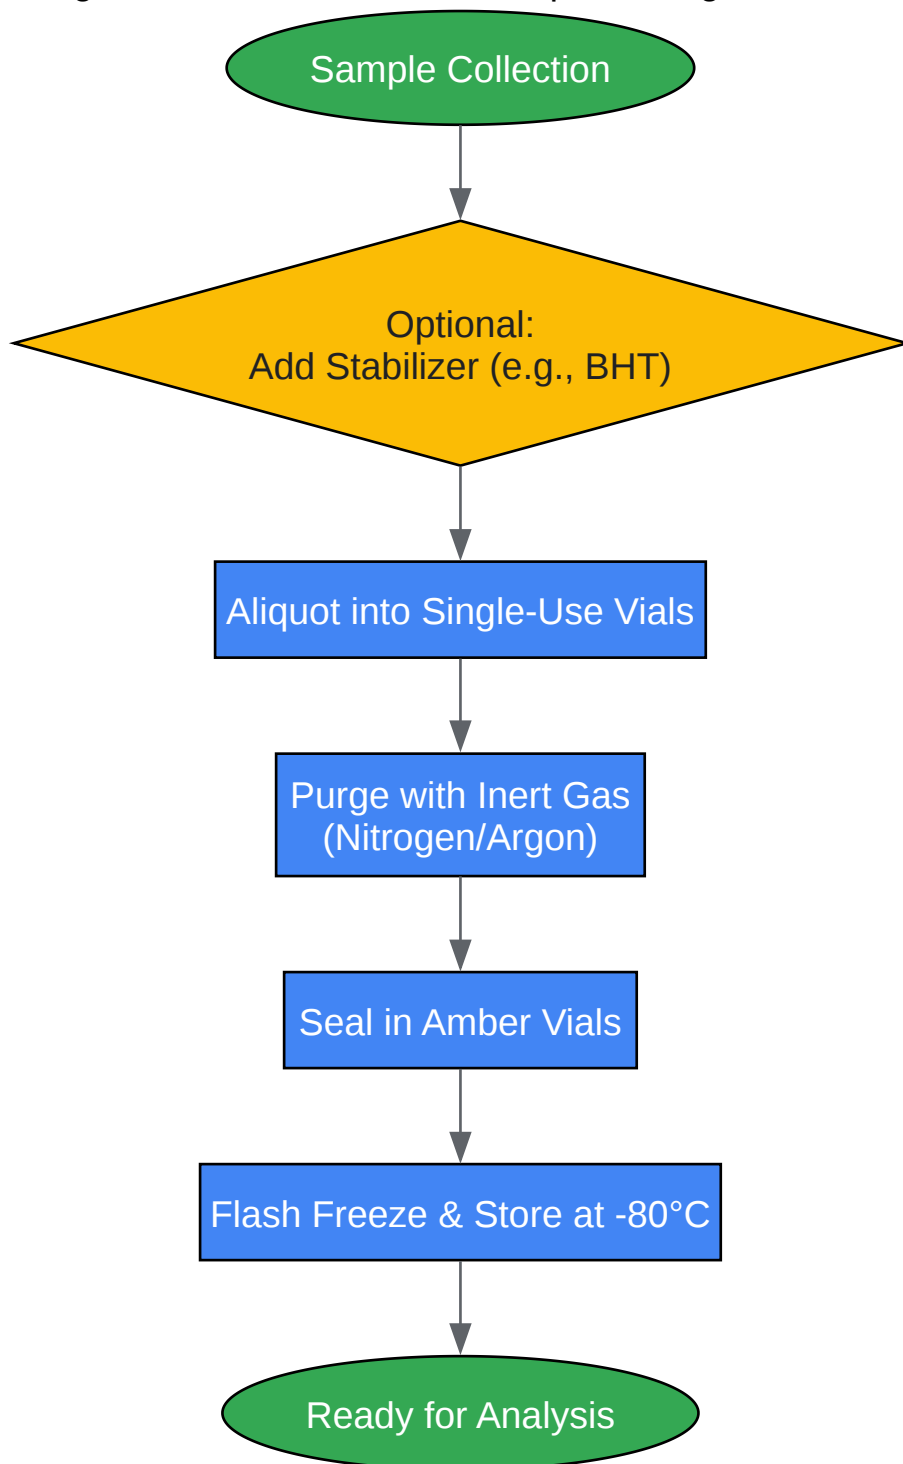 Sample Collection
Optional:
Add Stabilizer (e.g., BHT)
Aliquot into Single-Use Vials
Purge with Inert Gas
(Nitrogen/Argon)
Seal in Amber Vials
Flash Freeze & Store at -80°C
Ready for Analysis